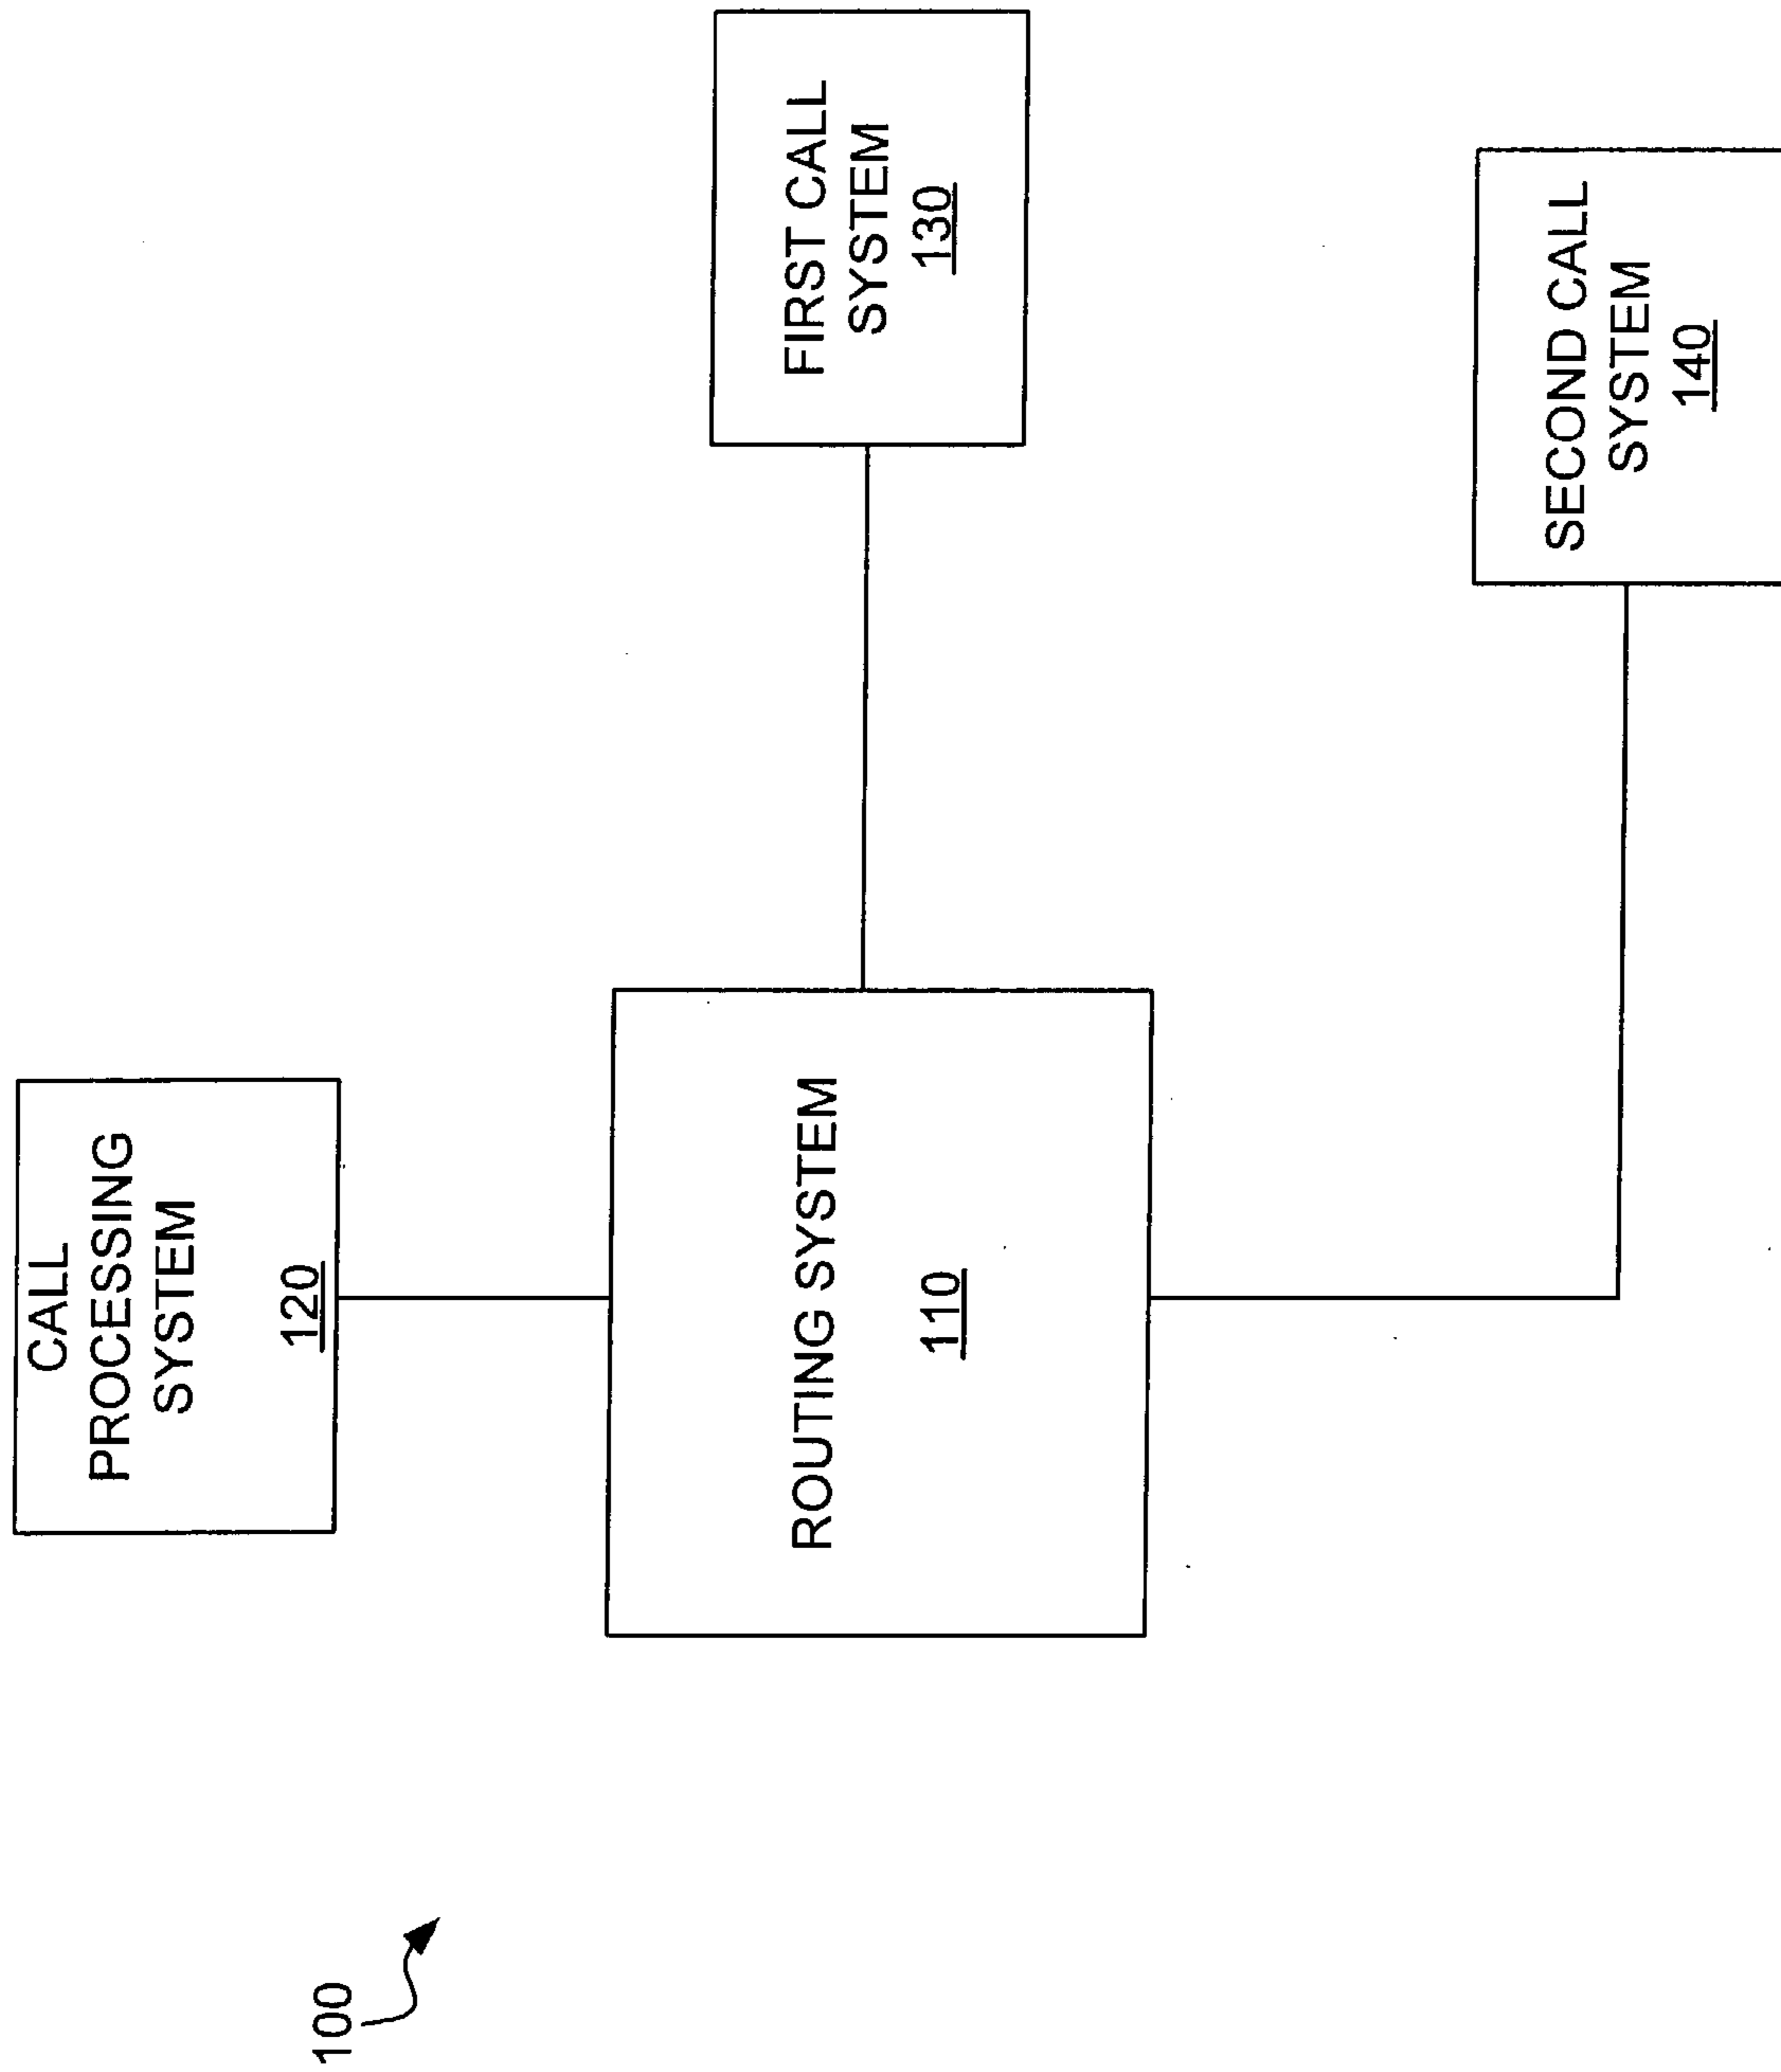 100
CALL
PROCESSING
SYSTEM
120
ROUTING SYSTEM
110
FIRST CALL
SYSTEM
130
SECOND CALL
SYSTEM
140